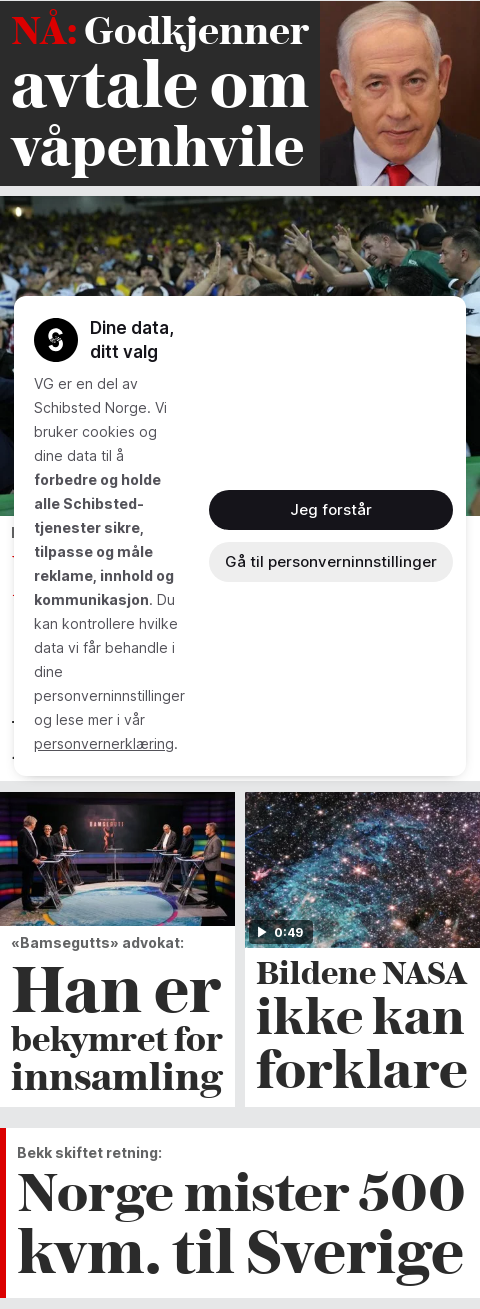 NÅ: Godkjenner
avtale om
våpenhvile
Dine data,
ditt valg
VG er en del av
Schibsted Norge. Vi
bruker cookies og
dine data til å
forbedre og holde
alle Schibsted-
tjenester sikre,
tilpasse og måle
reklame, innhold og
kommunikasjon. Du
kan kontrollere hvilke
data vi får behandle i
dine
personverninnstillinger
og lese mer i vår
personvernerklæring.
Jeg forstår
Gå til personverninnstillinger
«Bamsegutts» advokat:
Han er
bekymret for
innsamling
0:49
Bildene NASA
ikke kan
forklare
Bekk skiftet retning:
Norge mister 500
kvm. til Sverige